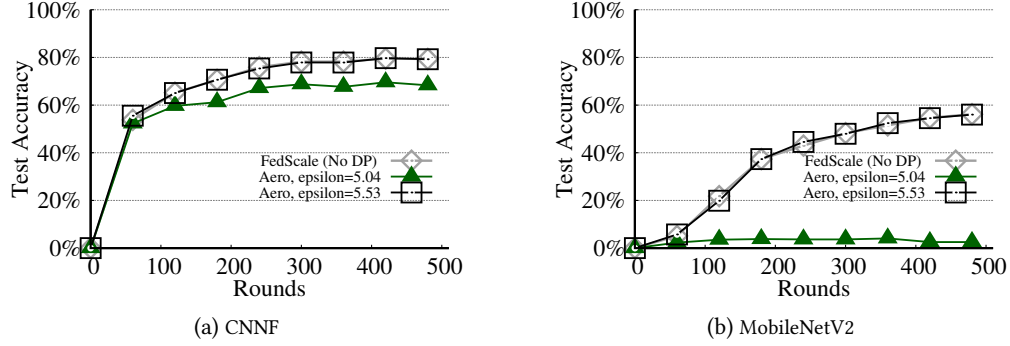 100%
80%
60%
40%
20%
0%
Test Accuracy
FedScale (No DP)
Aero, epsilon=5.04
Aero, epsilon=5.53
0 100 200 300 400 500
Rounds
(a) CNNF
100%
80%
60%
40%
20%
0%
Test Accuracy
FedScale (No DP)
Aero, epsilon=5.04
Aero, epsilon=5.53
0 100 200 300 400 500
Rounds
(b) MobileNetV2